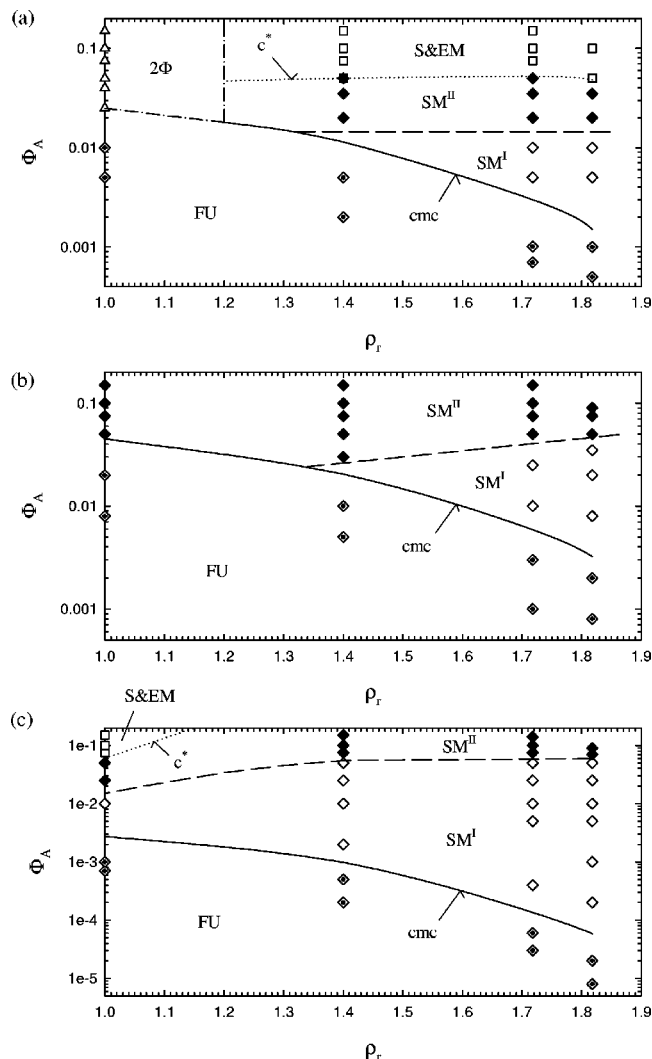 (a)
0.1
0.01
0.001
Φ_A
2Φ
c*
S&EM
SM^II
SM^I
cmc
FU
1.0 1.1 1.2 1.3 1.4 1.5 1.6 1.7 1.8 1.9
ρ_r
(b)
0.1
0.01
0.001
Φ_A
SM^II
SM^I
cmc
FU
1.0 1.1 1.2 1.3 1.4 1.5 1.6 1.7 1.8 1.9
ρ_r
(c)
S&EM
1e-1
1e-2
1e-3
1e-4
1e-5
Φ_A
c*
SM^II
SM^I
cmc
FU
1.0 1.1 1.2 1.3 1.4 1.5 1.6 1.7 1.8 1.9
ρ_r